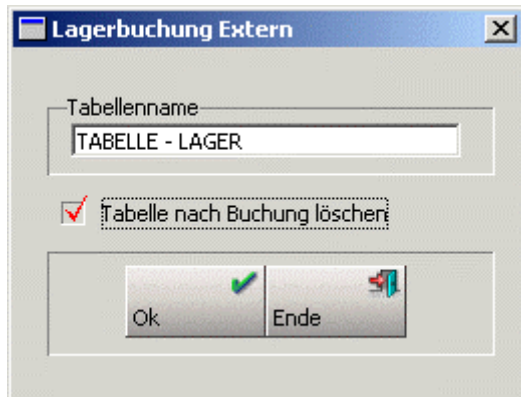 Lagerbuchung Extern
Tabellenname
TABELLE - LAGER
Tabelle nach Buchung löschen
Ok
Ende